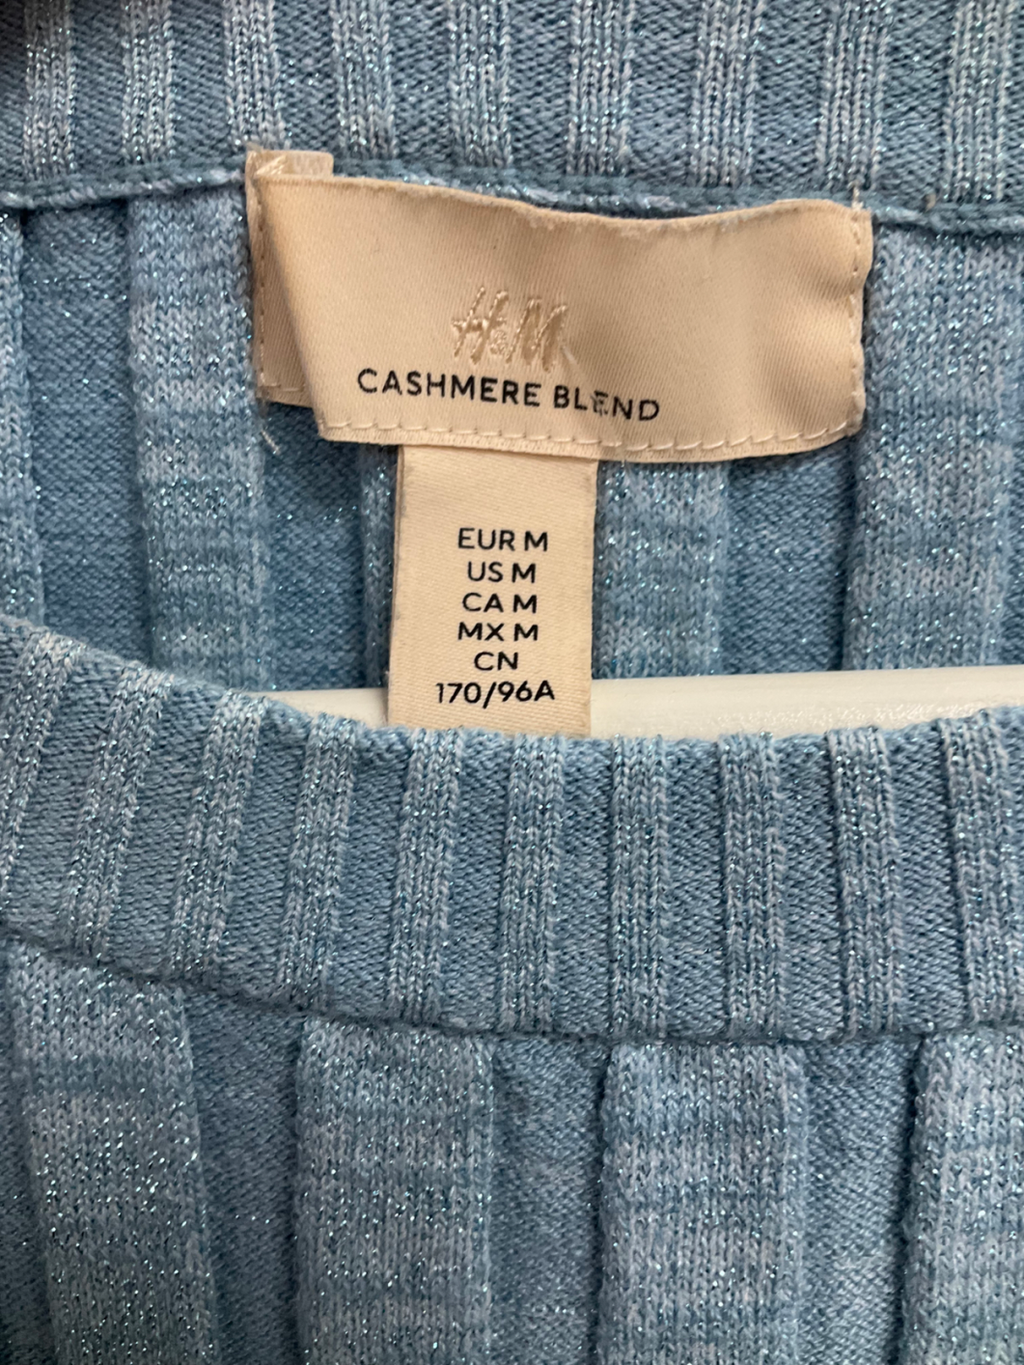 H&M
CASHMERE BLEND
EUR M
US M
CA M
MX M
CN
170/96A